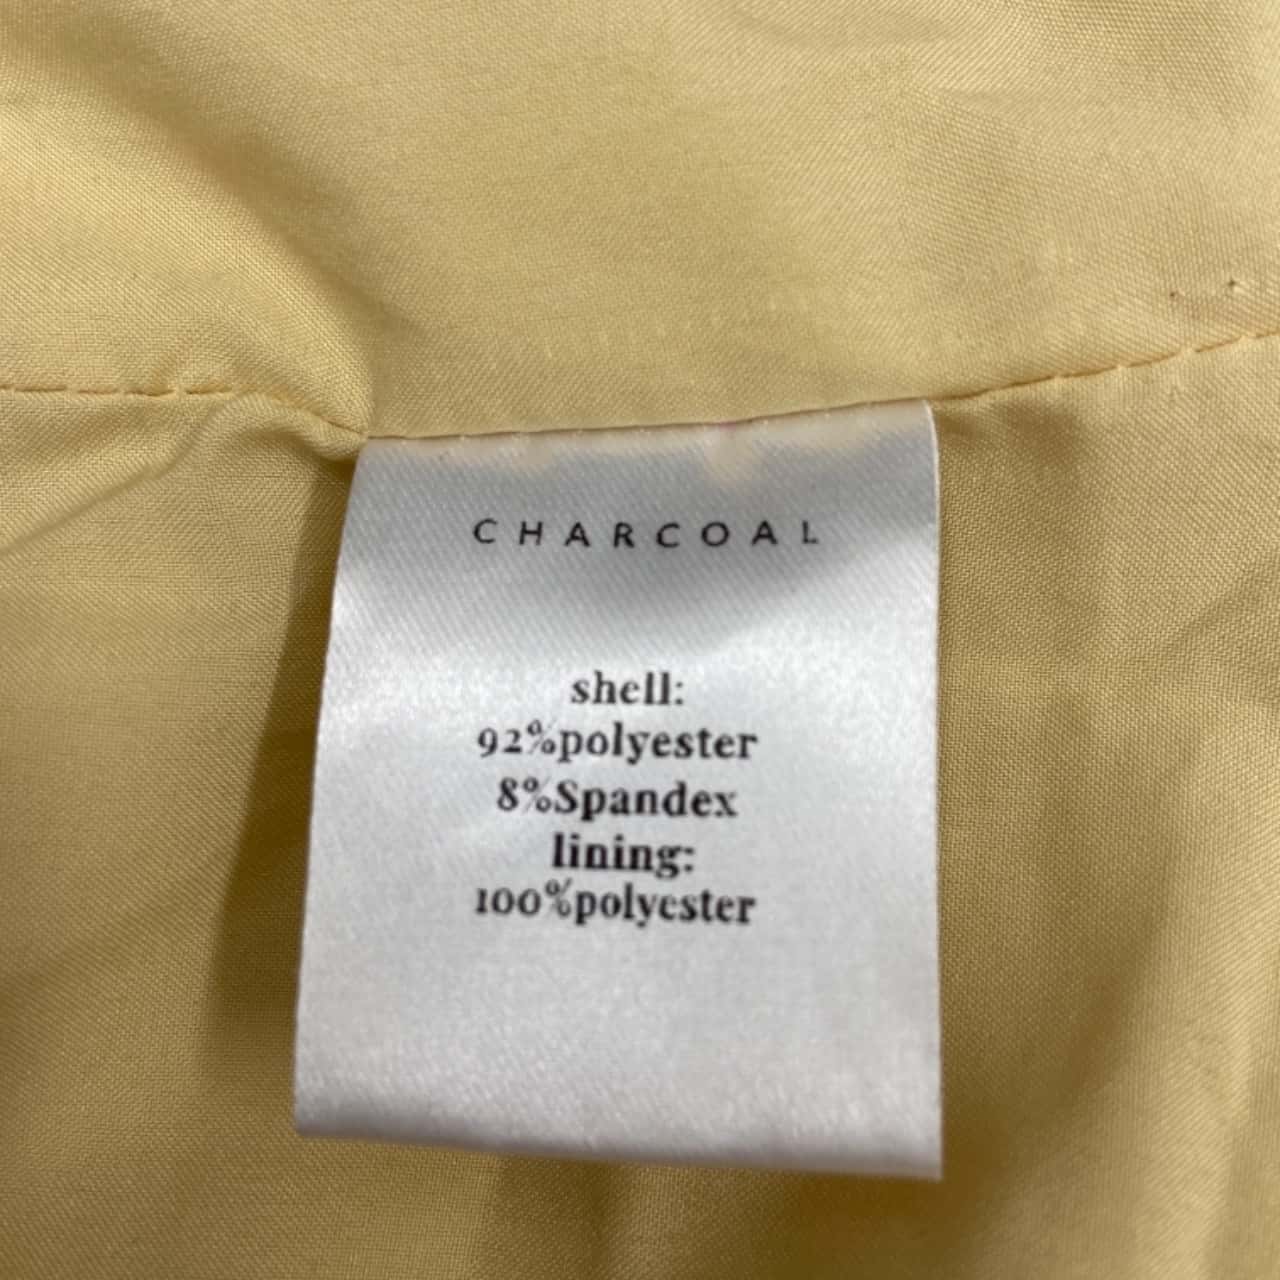 CHARCOAL
shell:
92%polyester
8%Spandex
lining:
100%polyester